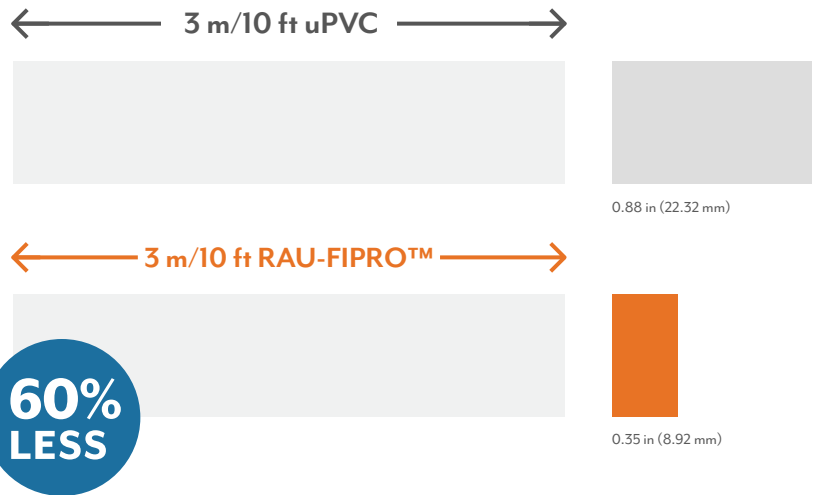 3 m/10 ft uPVC
0.88 in (22.32 mm)
3 m/10 ft RAU-FIPRO™
60%
LESS
0.35 in (8.92 mm)